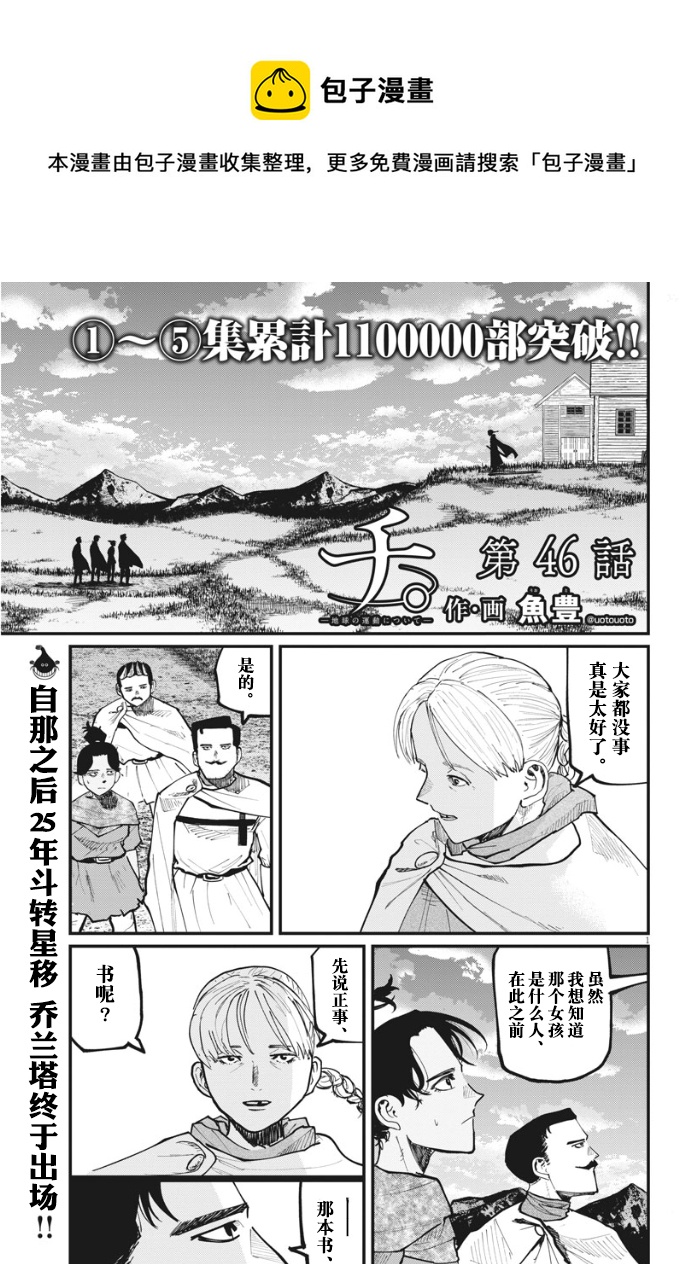 包子漫畫
本漫畫由包子漫畫收集整理，更多免費漫画請搜索「包子漫畫」
①～⑤集累計1100000部突破!!
チ。
—地球の運動について—
第46話
作・画 魚豊
@uotouoto
自那之后25年斗转星移 乔兰塔终于出场!!
大家都没事
真是太好了。
是的。
1
虽然
我想知道
那个女孩
是什么人、
在此之前
先说正事、
书呢？
那本书、